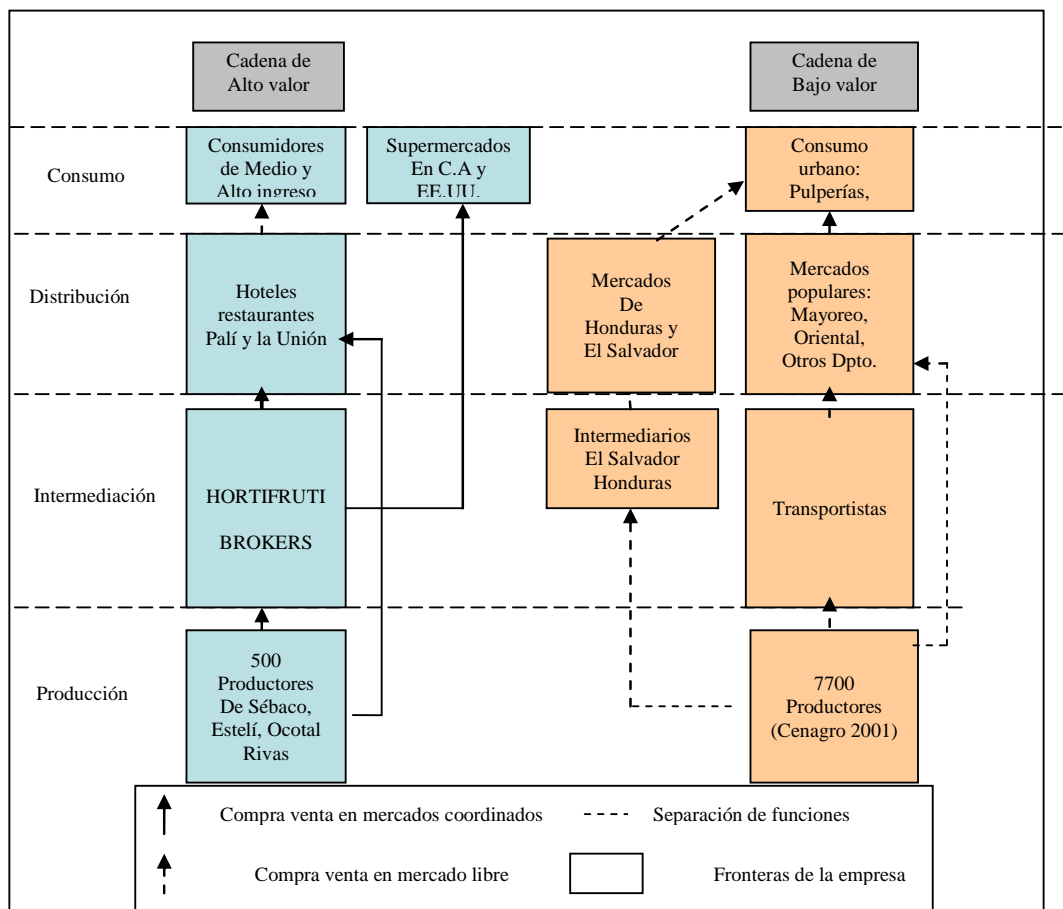 Cadena de
Alto valor
Cadena de
Bajo valor
Consumo
Consumidores
de Medio y
Alto ingreso
Supermercados
En C.A y
EE.UU.
Consumo
urbano:
Pulperías,
Distribución
Hoteles
restaurantes
Palí y la Unión
Mercados
De
Honduras y
El Salvador
Mercados
populares:
Mayoreo,
Oriental,
Otros Dpto.
Intermediación
HORTIFRUTI
BROKERS
Intermediarios
El Salvador
Honduras
Transportistas
Producción
500
Productores
De Sébaco,
Estelí, Ocotal
Rivas
7700
Productores
(Cenagro 2001)
Compra venta en mercados coordinados
Separación de funciones
Compra venta en mercado libre
Fronteras de la empresa